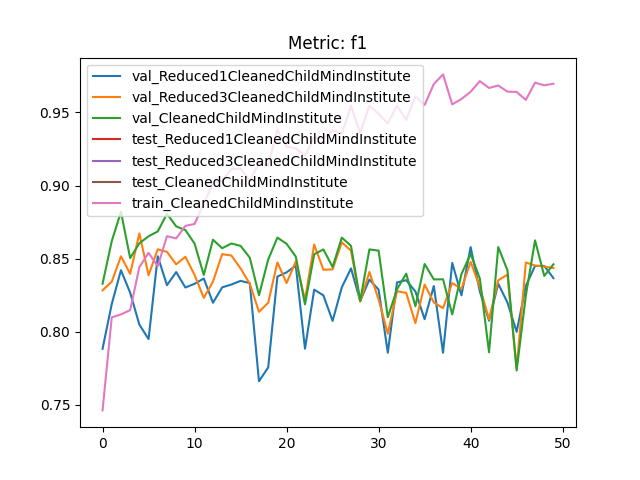 Metric: f1
val_Reduced1CleanedChildMindInstitute
val_Reduced3CleanedChildMindInstitute
val_CleanedChildMindInstitute
test_Reduced1CleanedChildMindInstitute
test_Reduced3CleanedChildMindInstitute
test_CleanedChildMindInstitute
train_CleanedChildMindInstitute
0.95
0.90
0.85
0.80
0.75
0 10 20 30 40 50